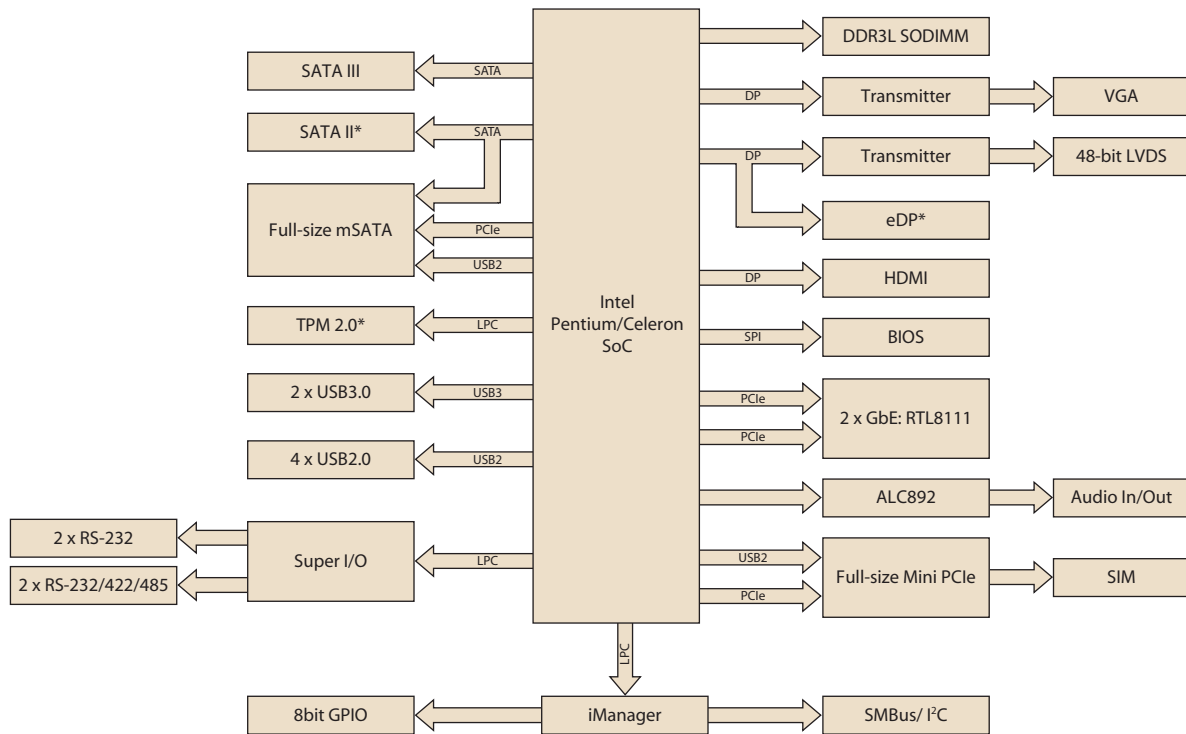 DDR3L SODIMM
SATA III
SATA
DP
Transmitter
VGA
SATA II*
SATA
DP
Transmitter
48-bit LVDS
Full-size mSATA
PCIe
USB2
eDP*
DP
HDMI
Intel
Pentium/Celeron
SoC
TPM 2.0*
LPC
SPI
BIOS
2 x USB3.0
USB3
PCIe
PCIe
2 x GbE: RTL8111
4 x USB2.0
USB2
ALC892
Audio In/Out
2 x RS-232
2 x RS-232/422/485
Super I/O
LPC
USB2
PCIe
Full-size Mini PCIe
SIM
LPC
8bit GPIO
iManager
SMBus/ I²C